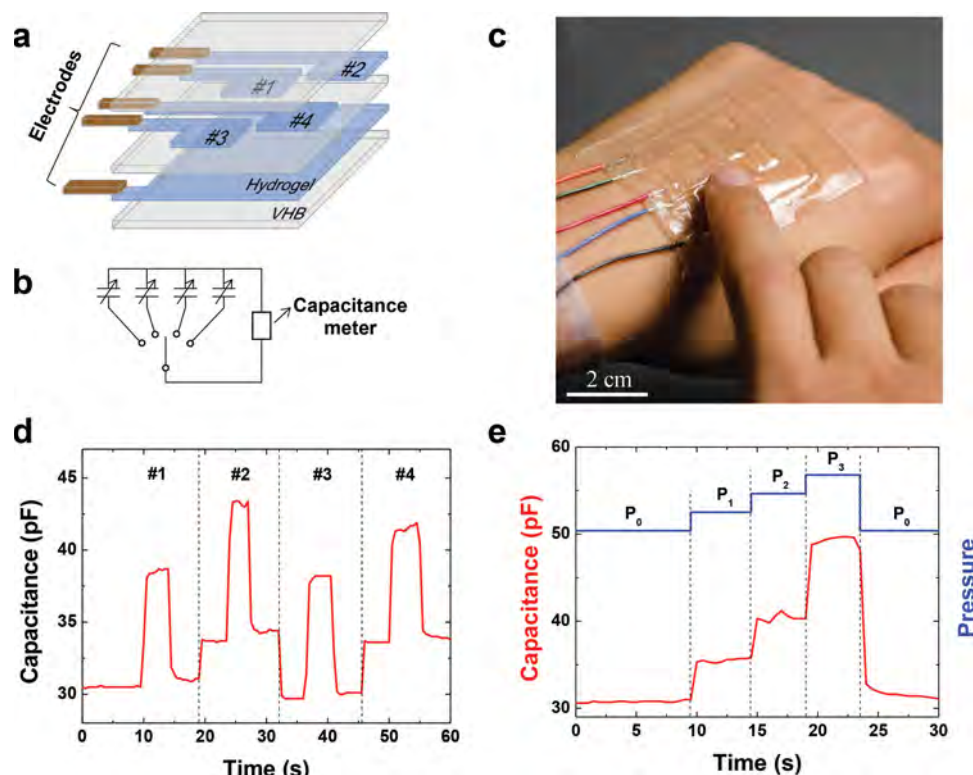 a
Electrodes
#1
#2
#3
#4
Hydrogel
VHB
b
Capacitance
meter
c
2 cm
d
Capacitance (pF)
45
40
35
30
#1
#2
#3
#4
0
10
20
30
40
50
60
Time (s)
e
Capacitance (pF)
60
50
40
30
P₀
P₁
P₂
P₃
P₀
Pressure
0
5
10
15
20
25
30
Time (s)